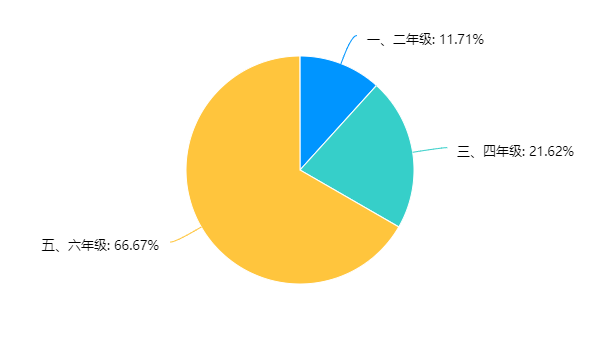 一、二年级: 11.71%
三、四年级: 21.62%
五、六年级: 66.67%